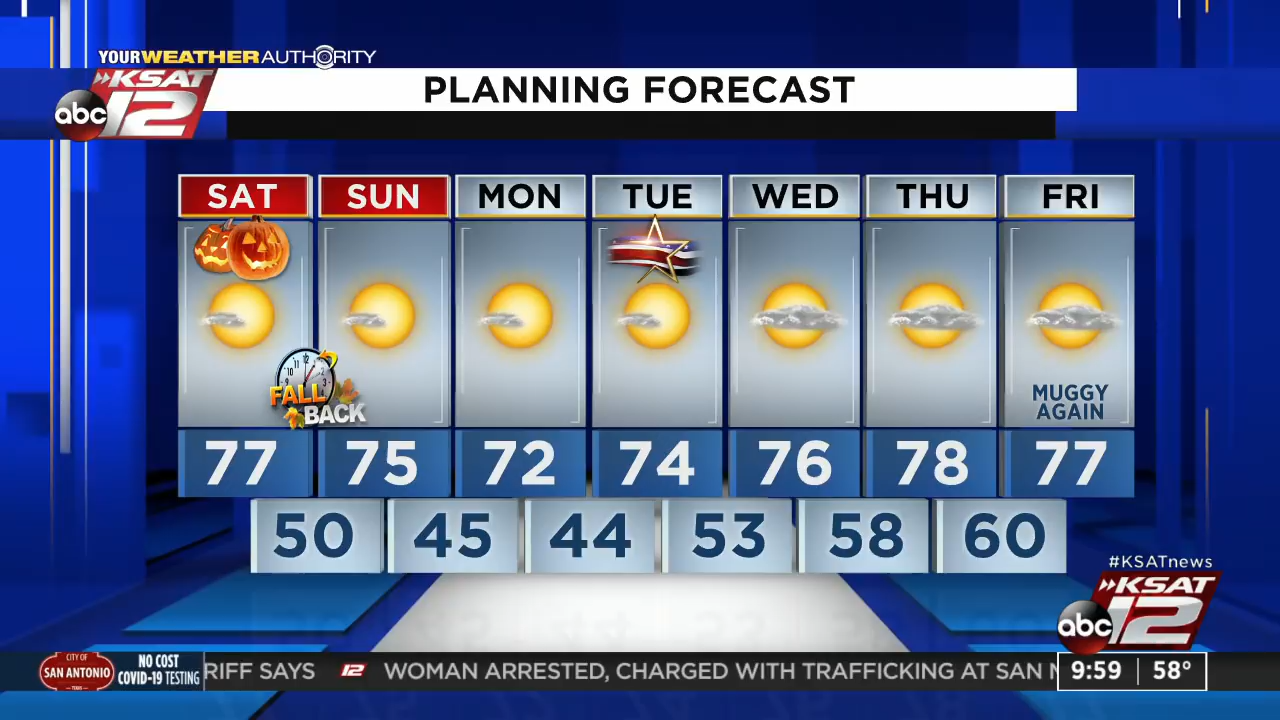 YOURWEATHERAUTHORITY
KSAT
abc 12
PLANNING FORECAST
SAT SUN MON TUE WED THU FRI
FALL
BACK
MUGGY
AGAIN
77 75 72 74 76 78 77
50 45 44 53 58 60
#KSATnews
KSAT
abc 12
CITY OF
SAN ANTONIO
TEXAS
NO COST
COVID-19 TESTING
RIFF SAYS 12 WOMAN ARRESTED, CHARGED WITH TRAFFICKING AT SAN
9:59 58°